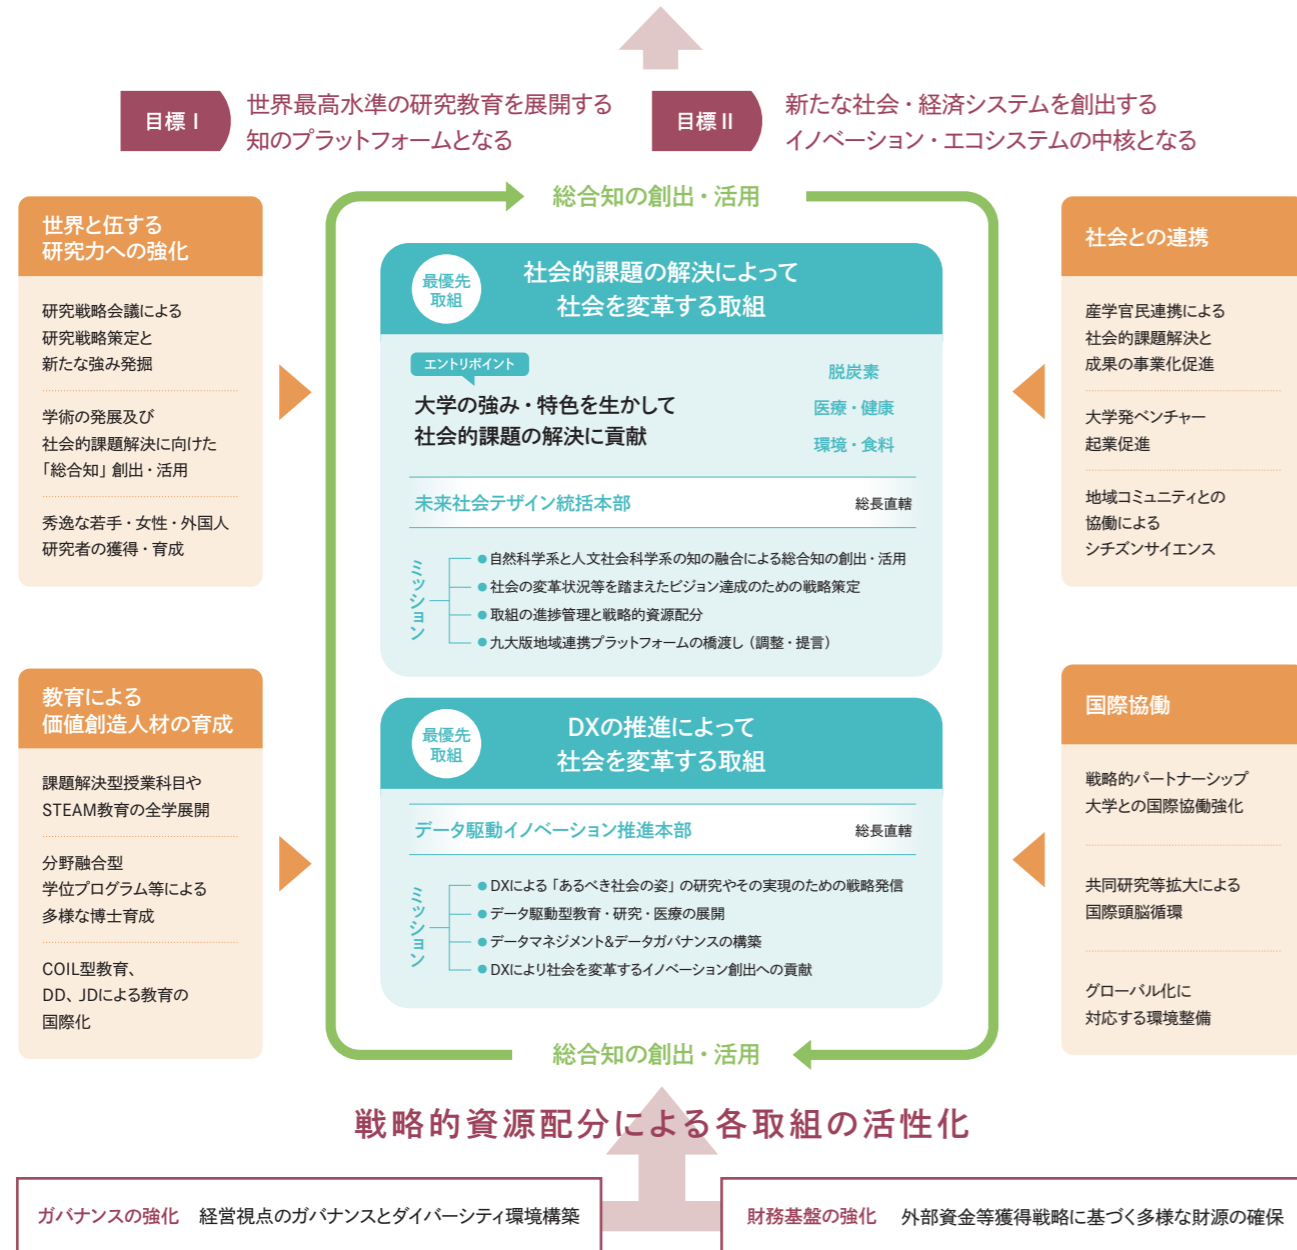 目標 I
世界最高水準の研究教育を展開する
知のプラットフォームとなる
目標 II
新たな社会・経済システムを創出する
イノベーション・エコシステムの中核となる
世界と伍する
研究力への強化
研究戦略会議による
研究戦略策定と
新たな強み発掘
学術の発展及び
社会的課題解決に向けた
「総合知」創出・活用
秀逸な若手・女性・外国人
研究者の獲得・育成
教育による
価値創造人材の育成
課題解決型授業科目や
STEAM教育の全学展開
分野融合型
学位プログラム等による
多様な博士育成
COIL型教育、
DD、JDによる教育の
国際化
総合知の創出・活用
最優先
取組
社会的課題の解決によって
社会を変革する取組
エントリポイント
大学の強み・特色を生かして
社会的課題の解決に貢献
脱炭素
医療・健康
環境・食料
未来社会デザイン統括本部
総長直轄
ミッション
●自然科学系と人文社会科学系の知の融合による総合知の創出・活用
●社会の変革状況等を踏まえたビジョン達成のための戦略策定
●取組の進捗管理と戦略的資源配分
●九大版地域連携プラットフォームの橋渡し（調整・提言）
最優先
取組
DXの推進によって
社会を変革する取組
データ駆動イノベーション推進本部
総長直轄
ミッション
●DXによる「あるべき社会の姿」の研究やその実現のための戦略発信
●データ駆動型教育・研究・医療の展開
●データマネジメント&データガバナンスの構築
●DXにより社会を変革するイノベーション創出への貢献
総合知の創出・活用
社会との連携
産学官民連携による
社会的課題解決と
成果の事業化促進
大学発ベンチャー
起業促進
地域コミュニティとの
協働による
シチズンサイエンス
国際協働
戦略的パートナーシップ
大学との国際協働強化
共同研究等拡大による
国際頭脳循環
グローバル化に
対応する環境整備
戦略的資源配分による各取組の活性化
ガバナンスの強化 経営視点のガバナンスとダイバーシティ環境構築
財務基盤の強化 外部資金等獲得戦略に基づく多様な財源の確保